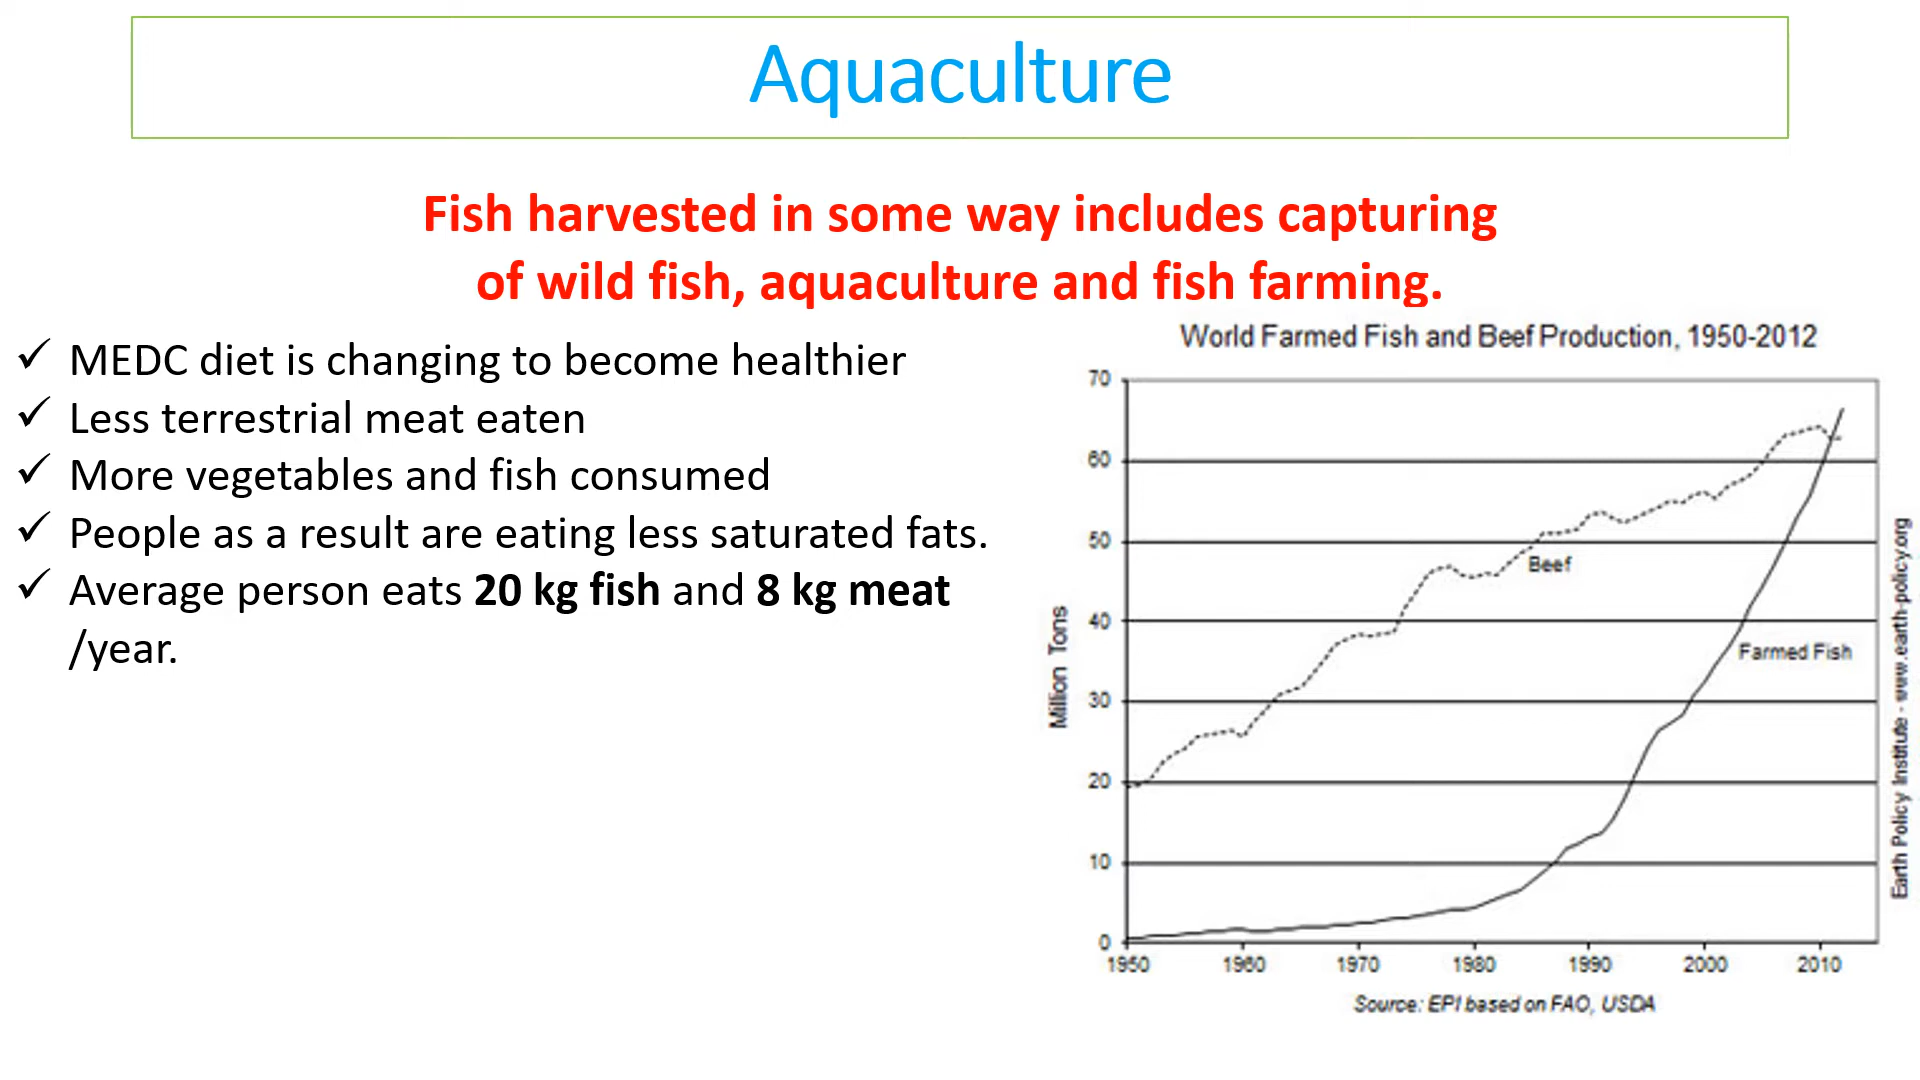 Aquaculture
Fish harvested in some way includes capturing
of wild fish, aquaculture and fish farming.
✓ MEDC diet is changing to become healthier
✓ Less terrestrial meat eaten
✓ More vegetables and fish consumed
✓ People as a result are eating less saturated fats.
✓ Average person eats 20 kg fish and 8 kg meat
/year.
World Farmed Fish and Beef Production, 1950-2012
Million Tons
70
60
50
40
30
20
10
0
Beef
Farmed Fish
1950 1960 1970 1980 1990 2000 2010
Source: EPI based on FAO, USDA
Earth Policy Institute - www.earth-policy.org